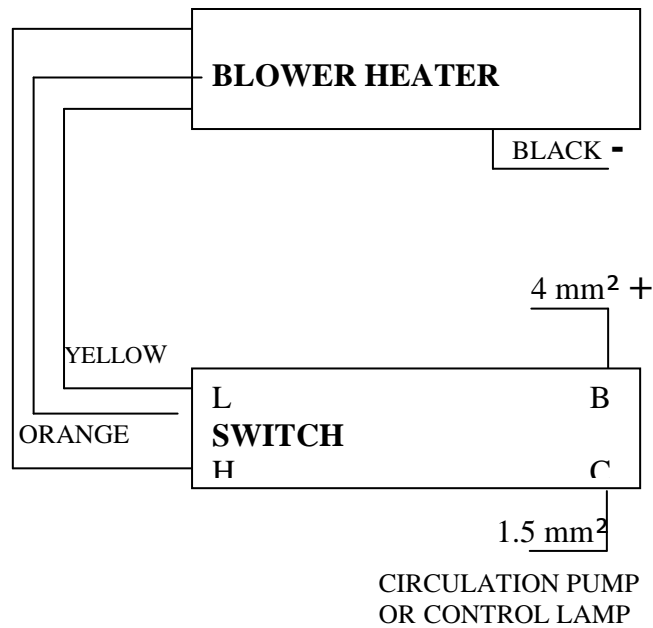 BLOWER HEATER
BLACK -
4 mm² +
YELLOW
L B
ORANGE
SWITCH
H C
1.5 mm²
CIRCULATION PUMP
OR CONTROL LAMP